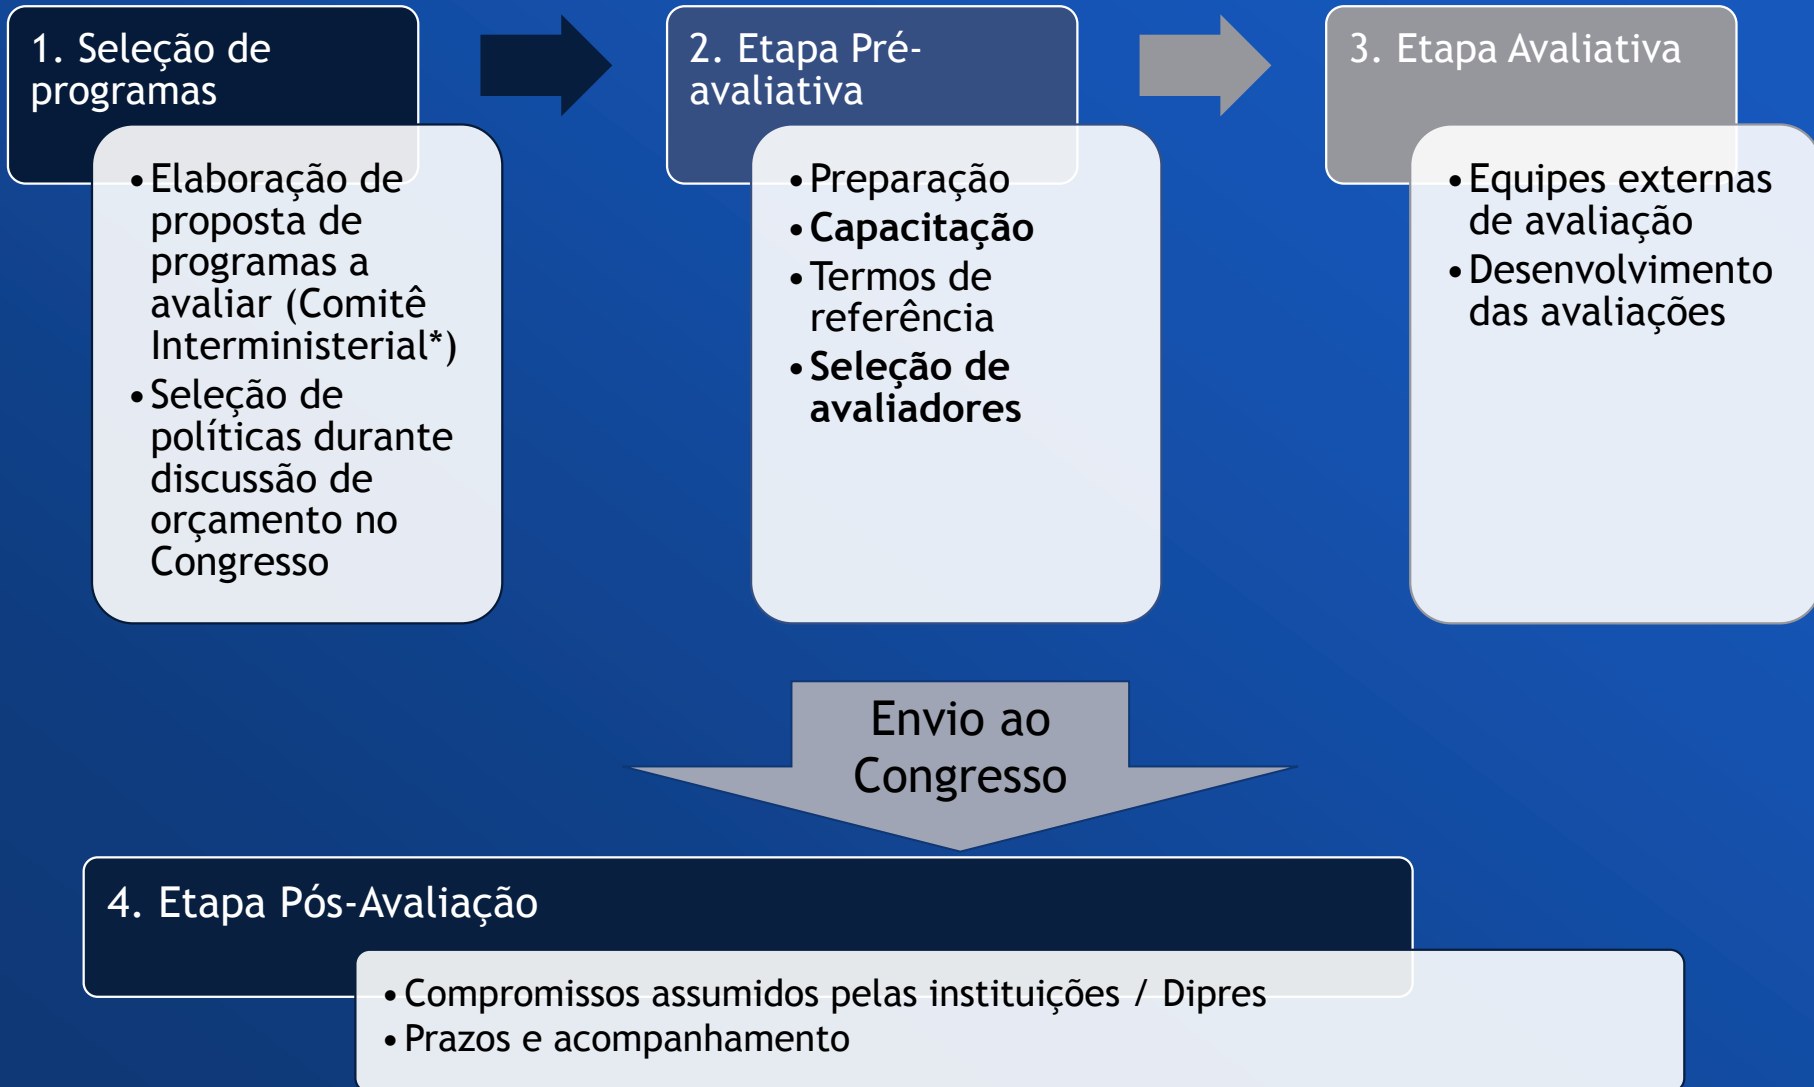 1. Seleção de
programas
• Elaboração de
proposta de
programas a
avaliar (Comitê
Interministerial*)
• Seleção de
políticas durante
discussão de
orçamento no
Congresso
2. Etapa Pré-
avaliativa
• Preparação
• Capacitação
• Termos de
referência
• Seleção de
avaliadores
3. Etapa Avaliativa
• Equipes externas
de avaliação
• Desenvolvimento
das avaliações
Envio ao
Congresso
4. Etapa Pós-Avaliação
• Compromissos assumidos pelas instituições / Dipres
• Prazos e acompanhamento